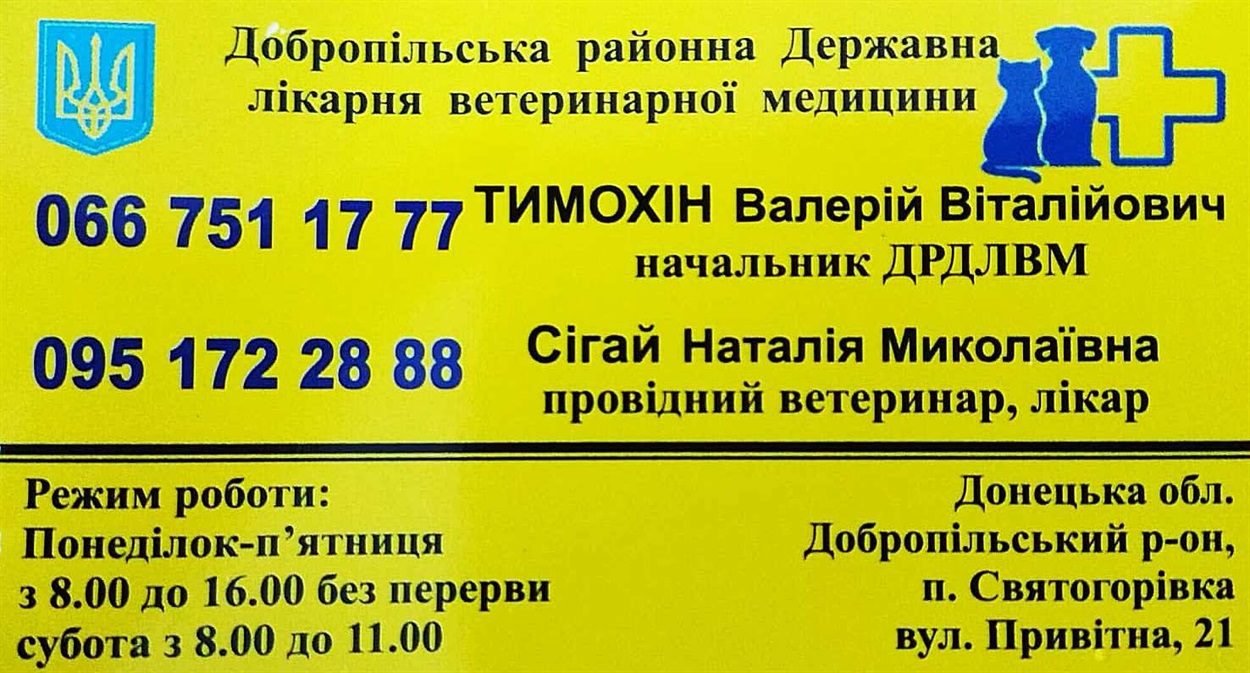 Добропільська районна Державна
лікарня ветеринарної медицини
066 751 17 77 ТИМОХІН Валерій Віталійович
начальник ДРДЛВМ
095 172 28 88 Сігай Наталія Миколаївна
провідний ветеринар, лікар
Режим роботи:
Понеділок-п’ятниця
з 8.00 до 16.00 без перерви
субота з 8.00 до 11.00
Донецька обл.
Добропільський р-он,
п. Святогорівка
вул. Привітна, 21